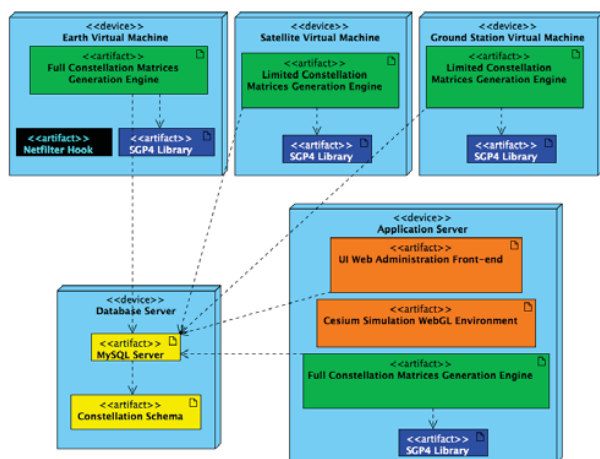 <<device>>
Earth Virtual Machine
<<artifact>>
Full Constellation Matrices
Generation Engine
<<artifact>>
Netfilter Hook
<<artifact>>
SGP4 Library
<<device>>
Satellite Virtual Machine
<<artifact>>
Limited Constellation
Matrices Generation Engine
<<artifact>>
SGP4 Library
<<device>>
Ground Station Virtual Machine
<<artifact>>
Limited Constellation
Matrices Generation Engine
<<artifact>>
SGP4 Library
<<device>>
Database Server
<<artifact>>
MySQL Server
<<artifact>>
Constellation Schema
<<device>>
Application Server
<<artifact>>
UI Web Administration Front-end
<<artifact>>
Cesium Simulation WebGL Environment
<<artifact>>
Full Constellation Matrices Generation Engine
<<artifact>>
SGP4 Library